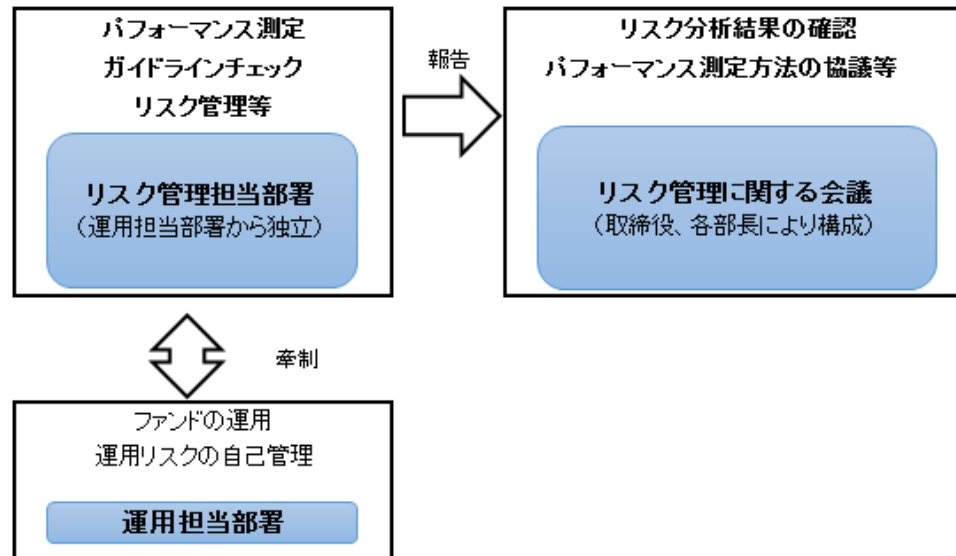 パフォーマンス測定
ガイドラインチェック
リスク管理等
リスク管理担当部署
（運用担当部署から独立）
報告
リスク分析結果の確認
パフォーマンス測定方法の協議等
リスク管理に関する会議
（取締役、各部長により構成）
牽制
ファンドの運用
運用リスクの自己管理
運用担当部署